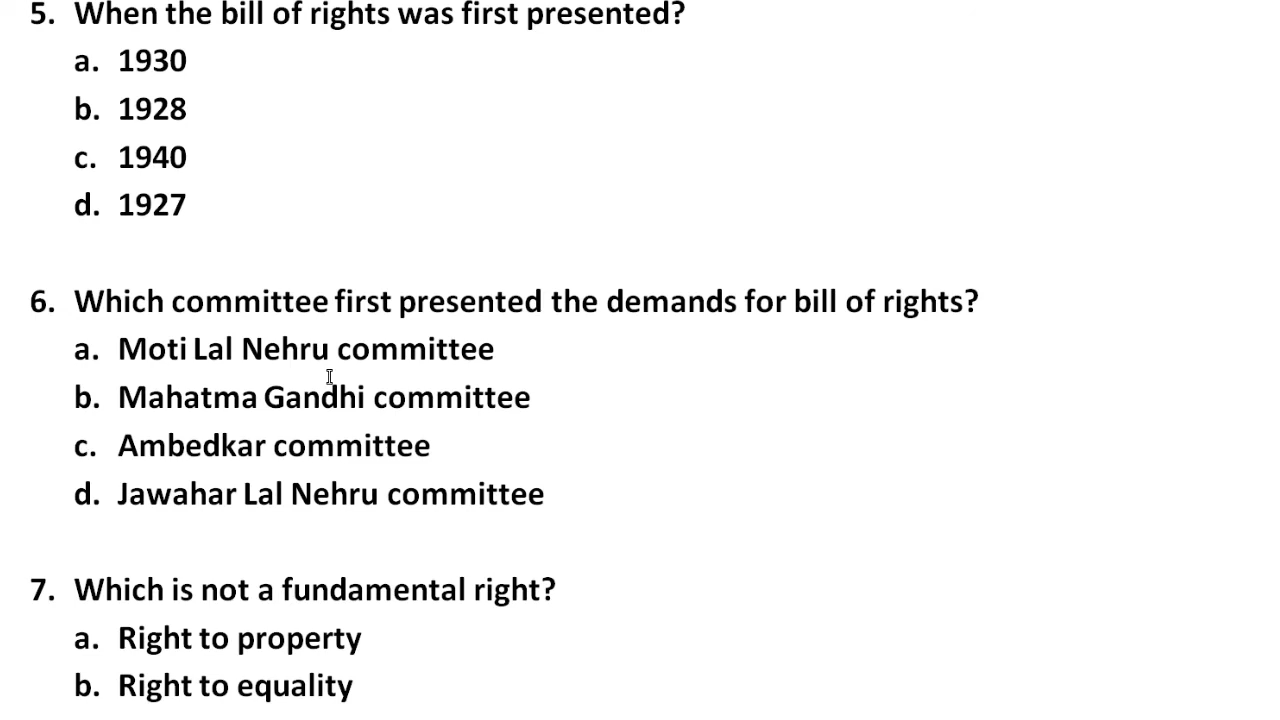 5. When the bill of rights was first presented?
a. 1930
b. 1928
c. 1940
d. 1927
6. Which committee first presented the demands for bill of rights?
a. Moti Lal Nehru committee
b. Mahatma Gandhi committee
c. Ambedkar committee
d. Jawahar Lal Nehru committee
7. Which is not a fundamental right?
a. Right to property
b. Right to equality